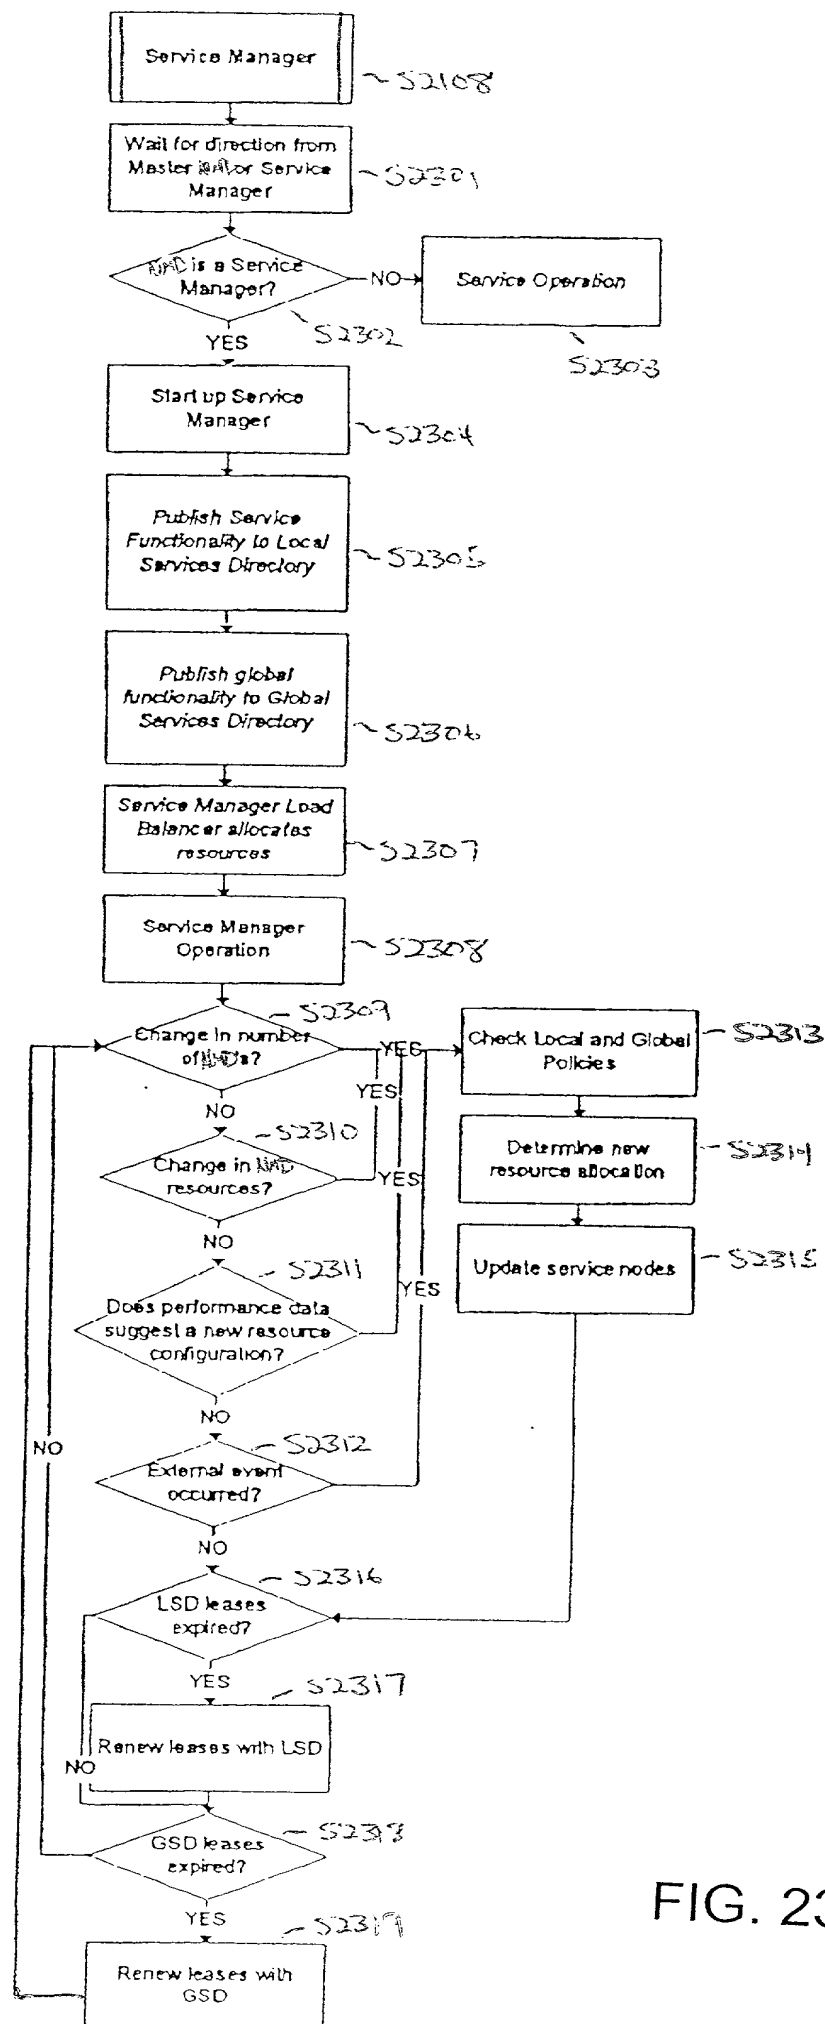 Service Manager
S2108
Wait for direction from
Master NAD or Service
Manager
S2301
NAD is a Service
Manager?
S2302
NO
Service Operation
S2303
YES
Start up Service
Manager
S2304
Publish Service
Functionality to Local
Services Directory
S2305
Publish global
functionality to Global
Services Directory
S2306
Service Manager Load
Balancer allocates
resources
S2307
Service Manager
Operation
S2308
S2309
Change in number
of NAD's?
YES
Check Local and Global
Policies
S2313
YES
NO
S2310
Change in NAD
resources?
YES
Determine new
resource allocation
S2314
NO
S2311
Does performance data
suggest a new resource
configuration?
YES
Update service nodes
S2315
NO
NO
S2312
External event
occurred?
NO
S2316
LSD leases
expired?
YES
S2317
Renew leases with LSD
NO
S2318
GSD leases
expired?
YES
S2319
Renew leases with
GSD
FIG. 23